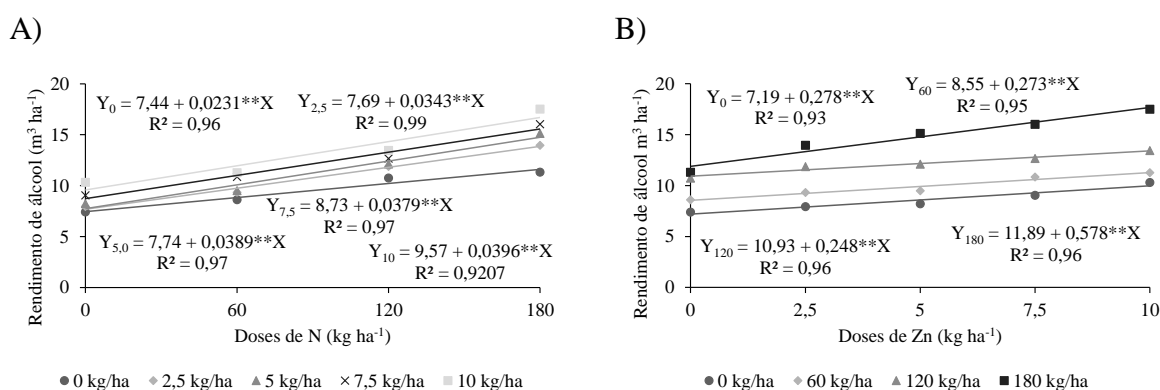 A)
Rendimento de álcool (m³ ha⁻¹)
20
15
10
5
0
Y₀ = 7,44 + 0,0231**X
R² = 0,96
Y₂,₅ = 7,69 + 0,0343**X
R² = 0,99
Y₇,₅ = 8,73 + 0,0379**X
R² = 0,97
Y₅,₀ = 7,74 + 0,0389**X
R² = 0,97
Y₁₀ = 9,57 + 0,0396**X
R² = 0,9207
0 60 120 180
Doses de N (kg ha⁻¹)
0 kg/ha 2,5 kg/ha 5 kg/ha 7,5 kg/ha 10 kg/ha
B)
Rendimento de álcool m³ ha⁻¹)
20
15
10
5
0
Y₀ = 7,19 + 0,278**X
R² = 0,93
Y₆₀ = 8,55 + 0,273**X
R² = 0,95
Y₁₂₀ = 10,93 + 0,248**X
R² = 0,96
Y₁₈₀ = 11,89 + 0,578**X
R² = 0,96
0 2,5 5 7,5 10
Doses de Zn (kg ha⁻¹)
0 kg/ha 60 kg/ha 120 kg/ha 180 kg/ha